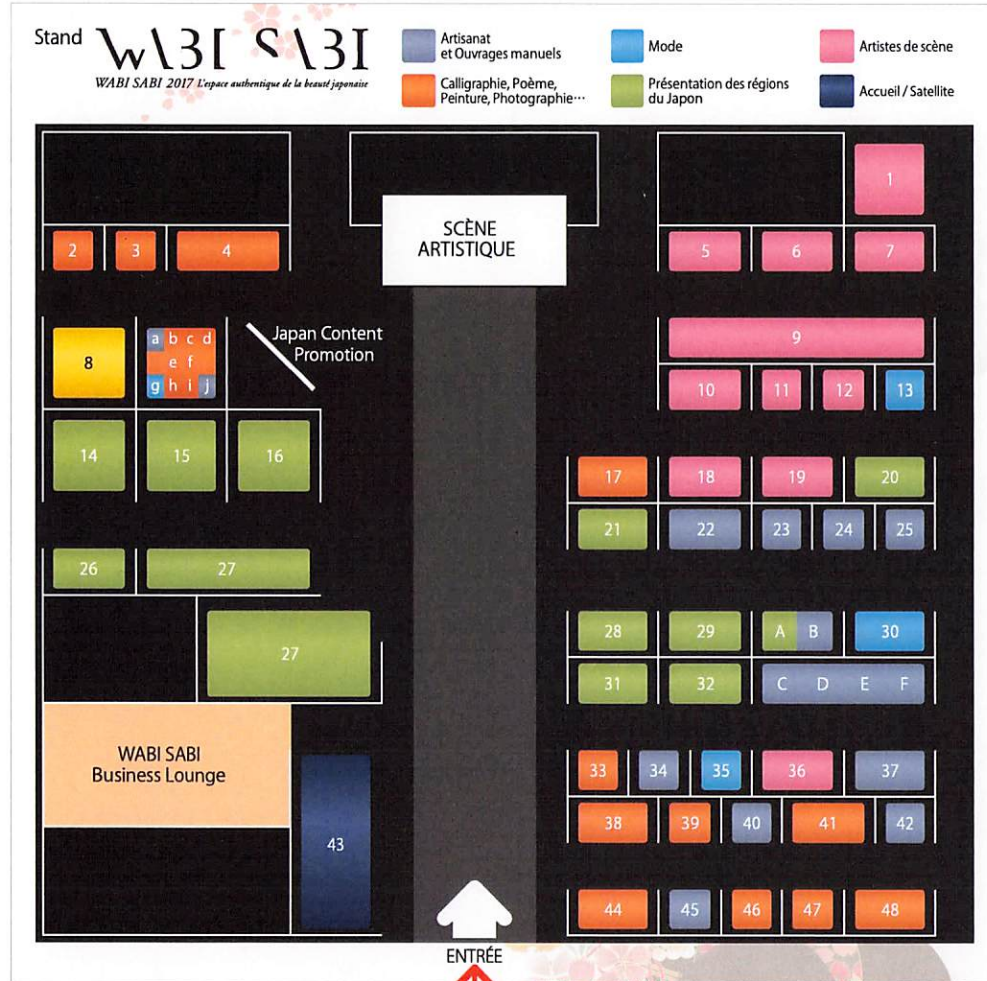 Stand WABI SABI
WABI SABI 2017 L'espace authentique de la beauté japonaise
Artisanat
et Ouvrages manuels
Mode
Artistes de scène
Calligraphie, Poème,
Peinture, Photographie…
Présentation des régions
du Japon
Accueil / Satellite
1
SCÈNE
ARTISTIQUE
2 3 4
5 6 7
Japan Content
Promotion
8
a b c d
e f
g h i j
9
10 11 12 13
14 15 16
17 18 19 20
21 22 23 24 25
26 27
27
28 29 A B 30
31 32 C D E F
WABI SABI
Business Lounge
33 34 35 36 37
38 39 40 41 42
43
44 45 46 47 48
ENTRÉE